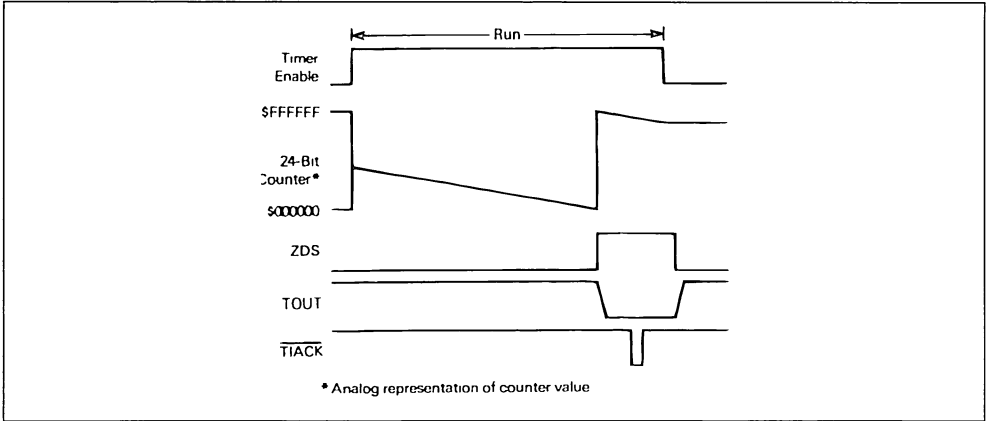 Run
Timer
Enable
$FFFFFF
24-Bit
Counter*
$000000
ZDS
TOUT
TIACK
* Analog representation of counter value